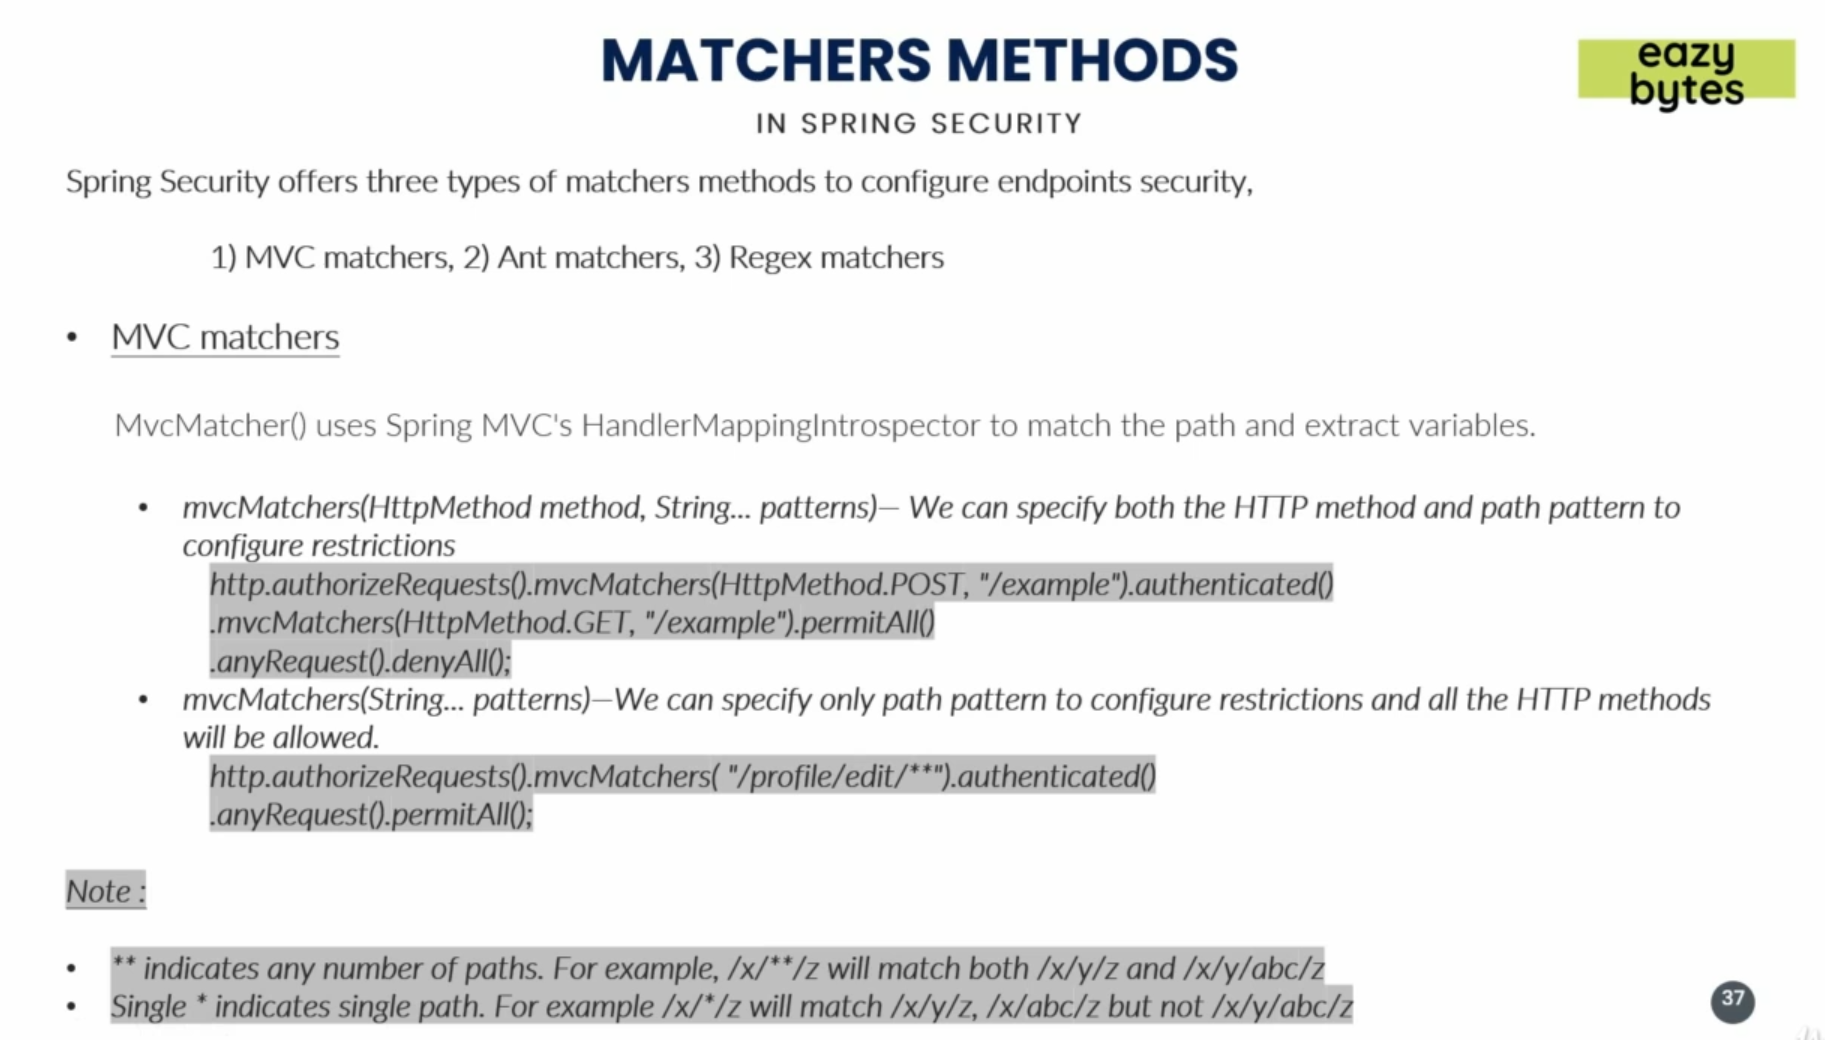 MATCHERS METHODS
eazy
bytes
IN SPRING SECURITY
Spring Security offers three types of matchers methods to configure endpoints security,
1) MVC matchers, 2) Ant matchers, 3) Regex matchers
• MVC matchers
MvcMatcher() uses Spring MVC's HandlerMappingIntrospector to match the path and extract variables.
• mvcMatchers(HttpMethod method, String... patterns)— We can specify both the HTTP method and path pattern to
configure restrictions
http.authorizeRequests().mvcMatchers(HttpMethod.POST, "/example").authenticated()
.mvcMatchers(HttpMethod.GET, "/example").permitAll()
.anyRequest().denyAll();
• mvcMatchers(String... patterns)—We can specify only path pattern to configure restrictions and all the HTTP methods
will be allowed.
http.authorizeRequests().mvcMatchers( "/profile/edit/**").authenticated()
.anyRequest().permitAll();
Note :
• ** indicates any number of paths. For example, /x/**/z will match both /x/y/z and /x/y/abc/z
• Single * indicates single path. For example /x/*/z will match /x/y/z, /x/abc/z but not /x/y/abc/z
37